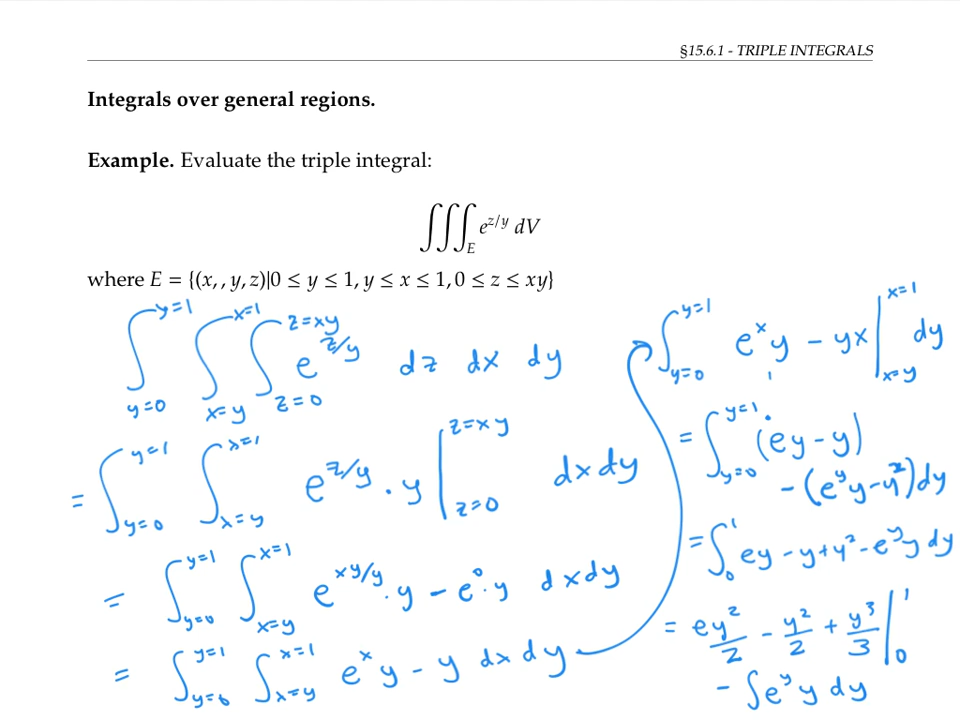 §15.6.1 - TRIPLE INTEGRALS
Integrals over general regions.
Example. Evaluate the triple integral:
∭_E e^{z/y} dV
where E = {(x, , y, z)|0 ≤ y ≤ 1, y ≤ x ≤ 1, 0 ≤ z ≤ xy}
∫_{y=0}^{y=1} ∫_{x=y}^{x=1} ∫_{z=0}^{z=xy} e^{z/y} dz dx dy
= ∫_{y=0}^{y=1} ∫_{x=y}^{x=1} e^{z/y} · y |_{z=0}^{z=xy} dx dy
= ∫_{y=0}^{y=1} ∫_{x=y}^{x=1} e^{xy/y} · y - e^0 · y dx dy
= ∫_{y=0}^{y=1} ∫_{x=y}^{x=1} e^x y - y dx dy
∫_{y=0}^{y=1} e^x y - yx |_{x=y}^{x=1} dy
= ∫_{y=0}^{y=1} (ey - y)
- (e^y y - y^2) dy
= ∫_0^1 ey - y + y^2 - e^y y dy
= e y^2/2 - y^2/2 + y^3/3 |_0^1
- ∫ e^y y dy